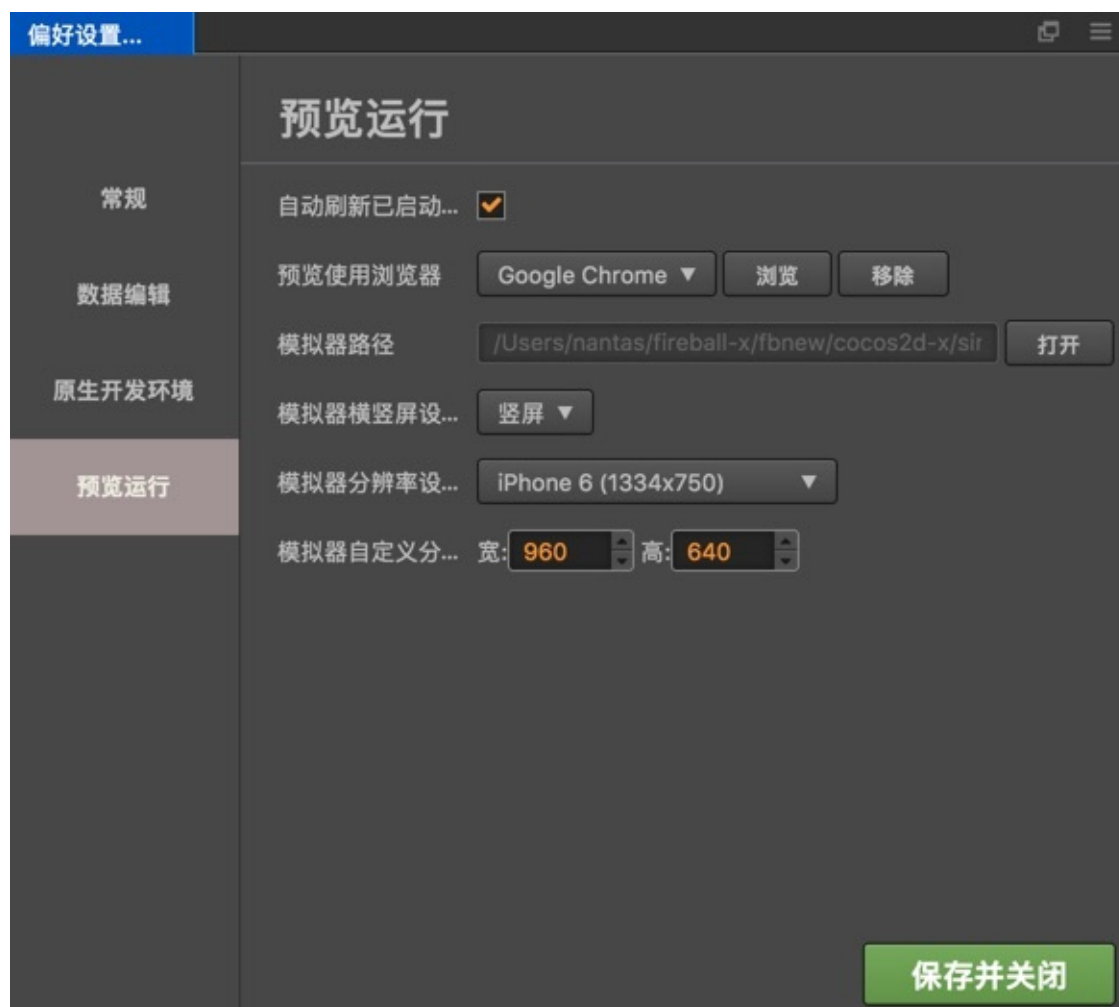 偏好设置...
预览运行
常规
数据编辑
原生开发环境
预览运行
自动刷新已启动...
预览使用浏览器 Google Chrome 浏览 移除
模拟器路径 /Users/nantas/fireball-x/fbnew/cocos2d-x/sir 打开
模拟器横竖屏设... 竖屏
模拟器分辨率设... iPhone 6 (1334x750)
模拟器自定义分... 宽: 960 高: 640
保存并关闭